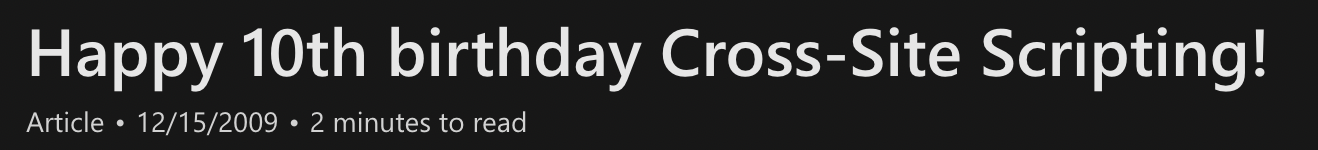 Happy 10th birthday Cross-Site Scripting!
Article • 12/15/2009 • 2 minutes to read